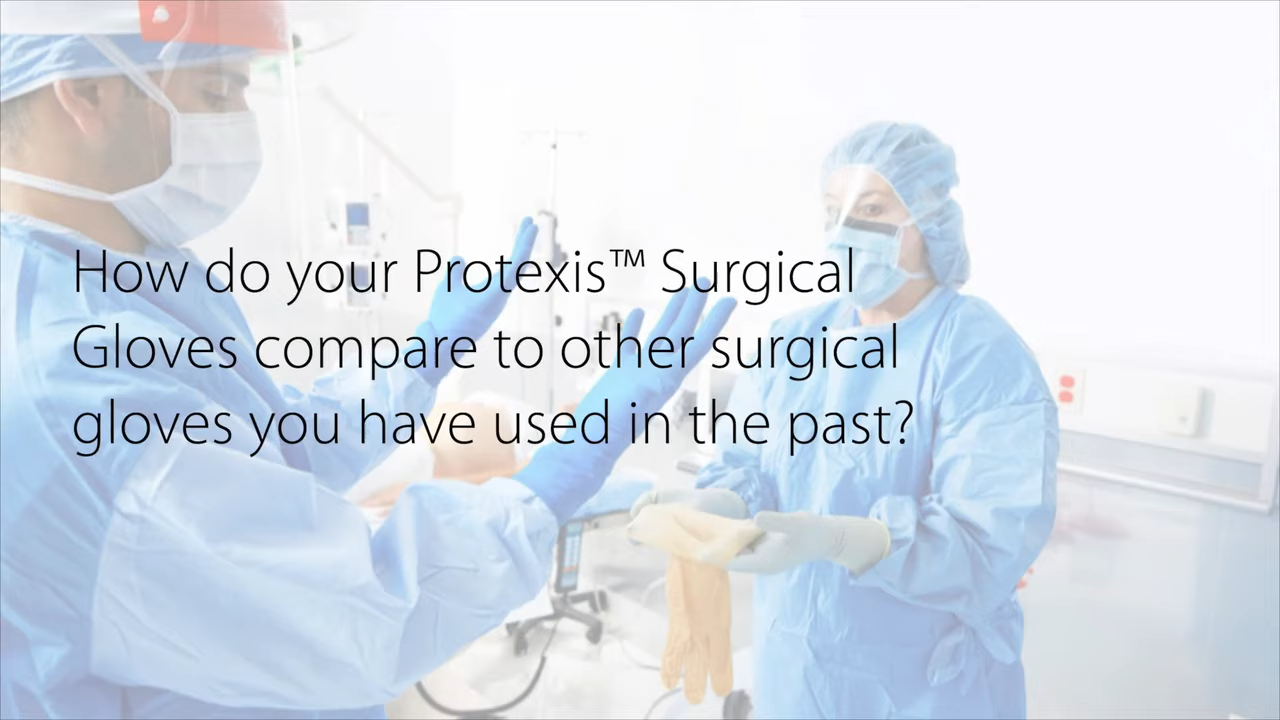 How do your Protexis™ Surgical
Gloves compare to other surgical
gloves you have used in the past?